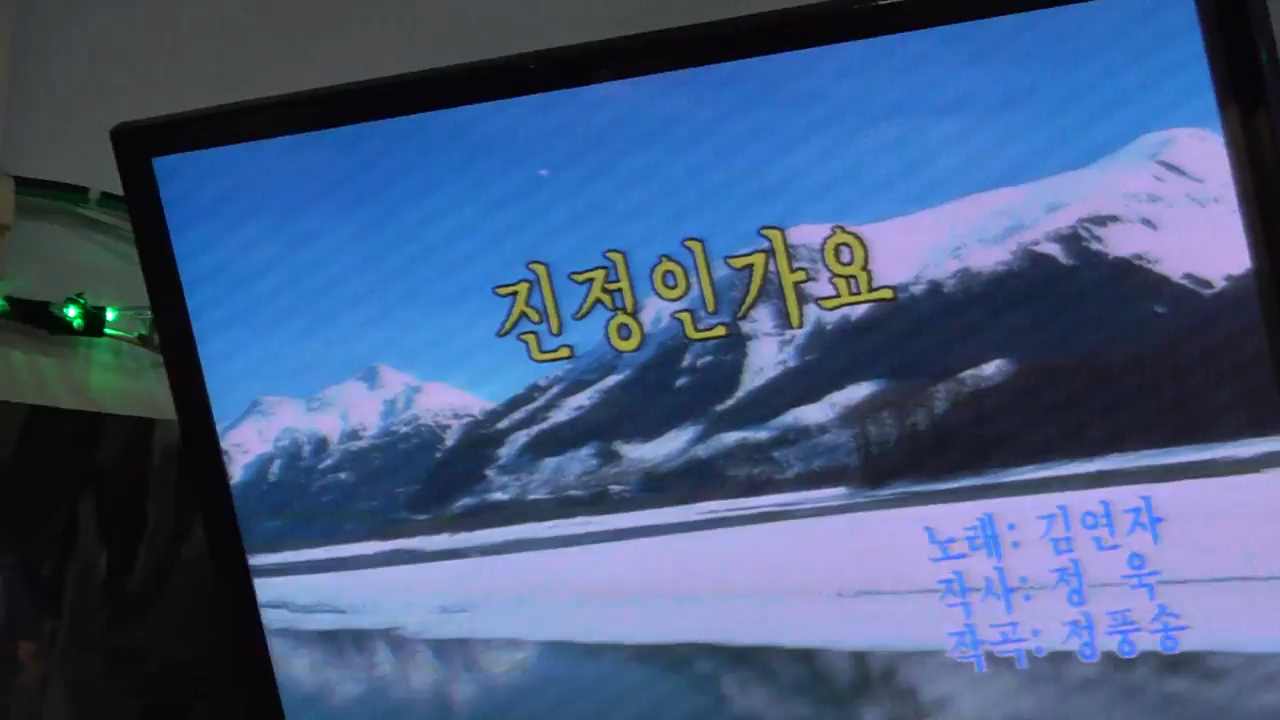 진정인가요
노래: 김연자
작사: 정 욱
작곡: 정풍송